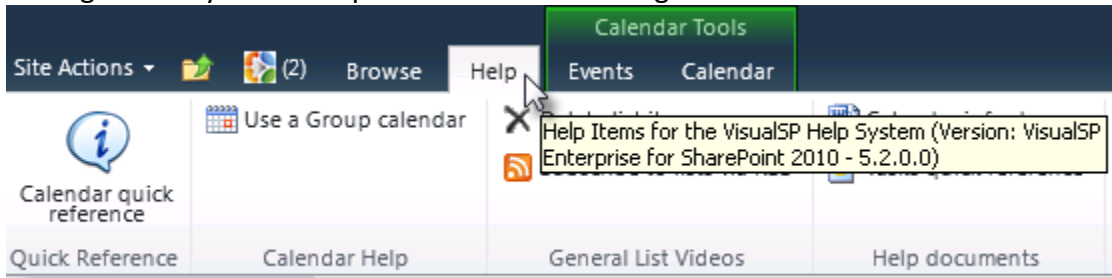 Calendar Tools
Site Actions
(2)
Browse
Help
Events
Calendar
Use a Group calendar
Help Items for the VisualSP Help System (Version: VisualSP
Enterprise for SharePoint 2010 - 5.2.0.0)
Calendar quick
reference
Quick Reference
Calendar Help
General List Videos
Help documents